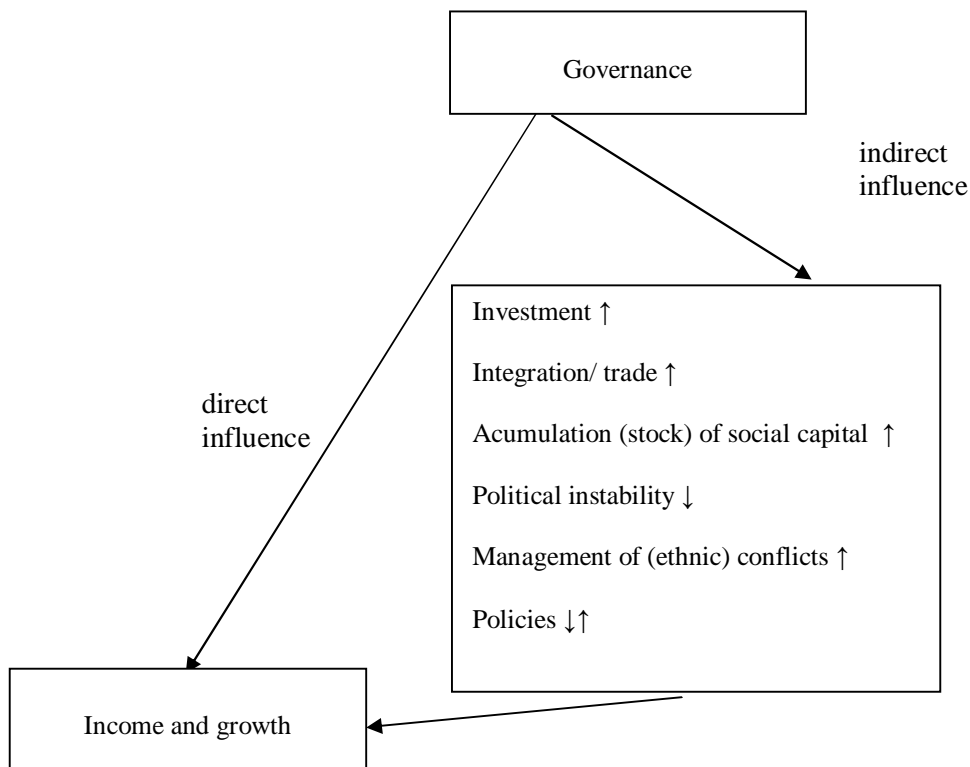 Governance
indirect
influence
Investment ↑
Integration/ trade ↑
Acumulation (stock) of social capital ↑
direct
influence
Political instability ↓
Management of (ethnic) conflicts ↑
Policies ↓↑
Income and growth